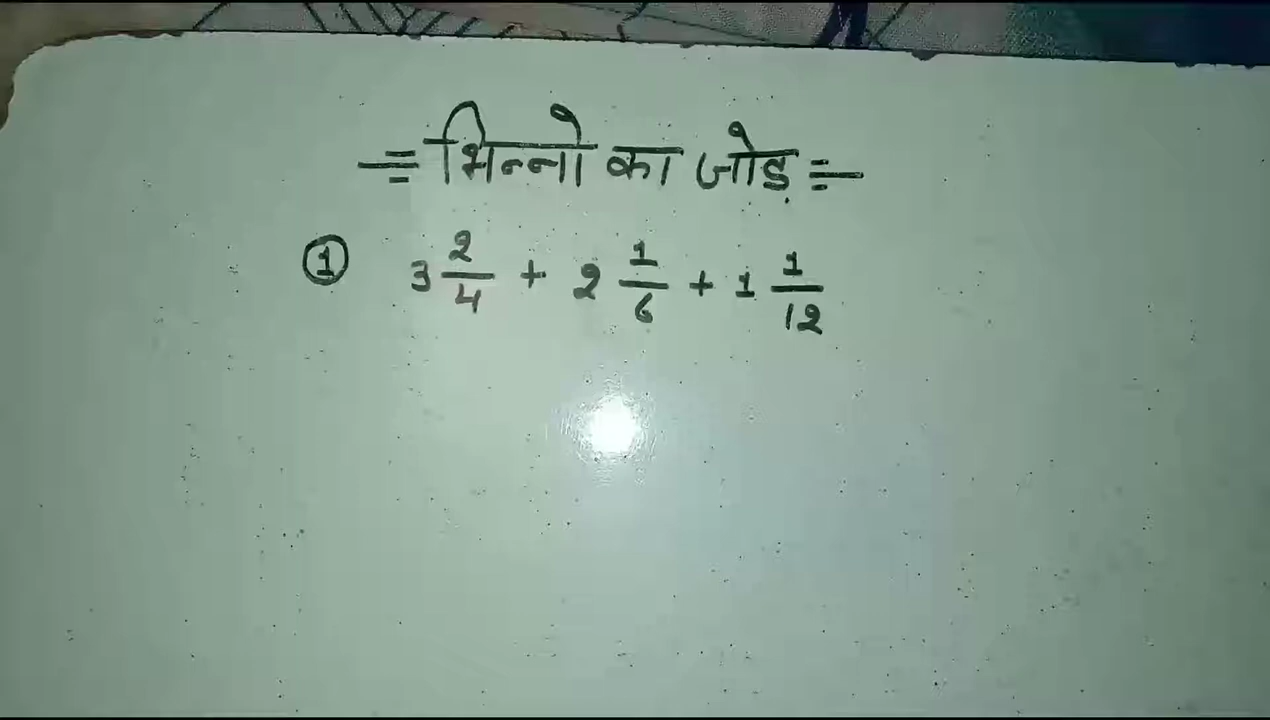 = भिन्नो का जोड़ =
① 3 2/4 + 2 1/6 + 1 1/12